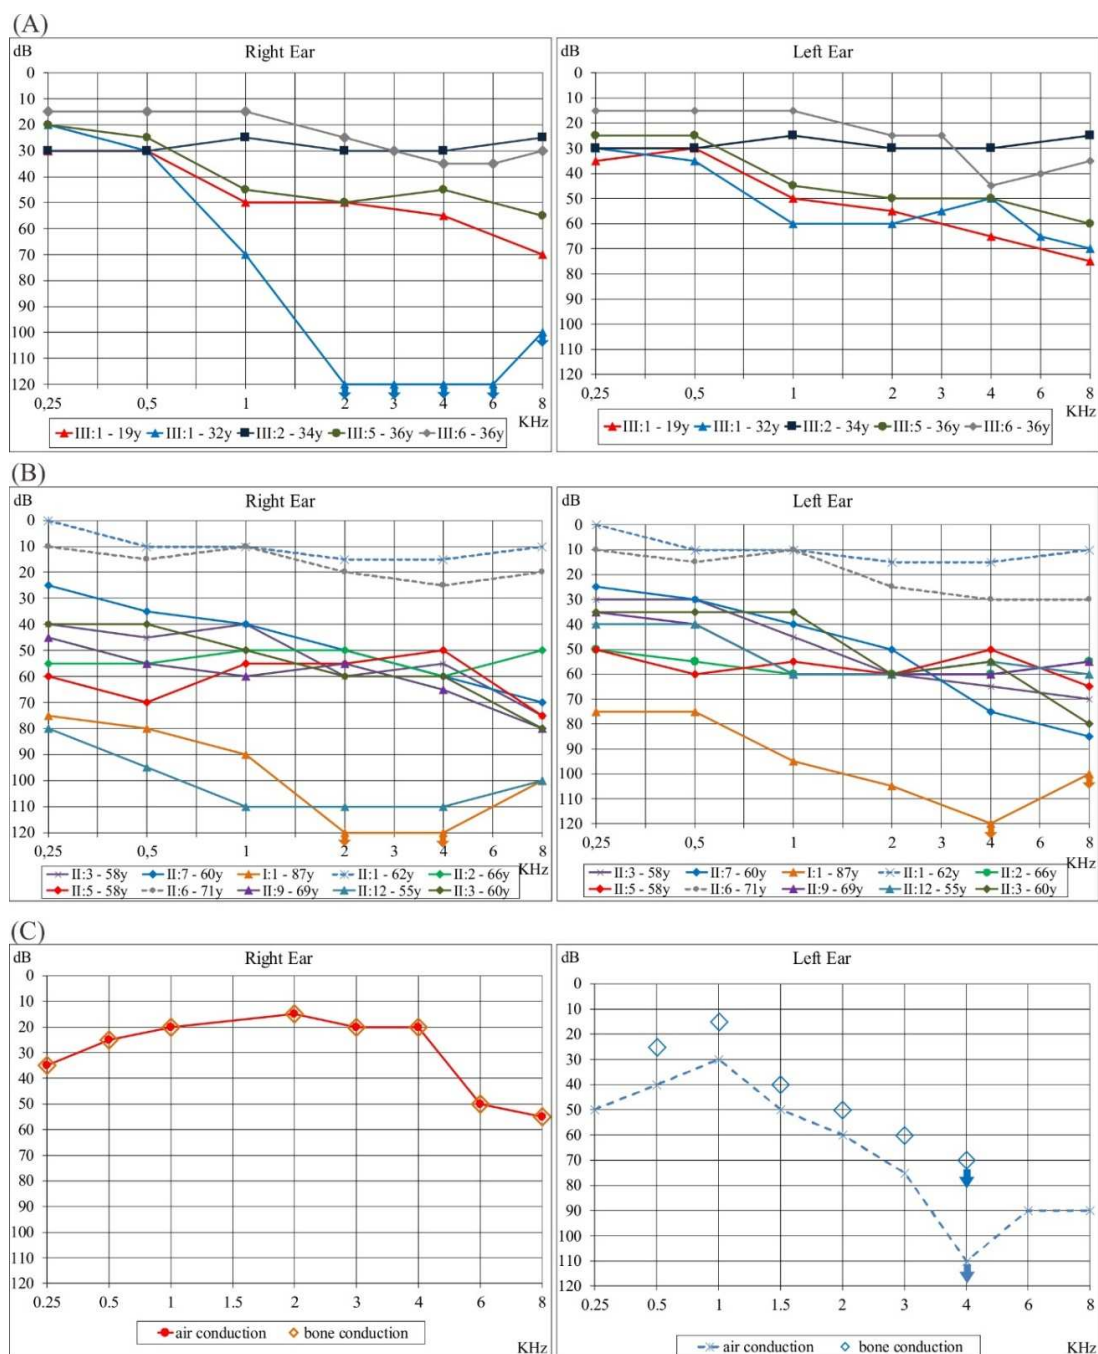 (A)
Right Ear
dB
0
10
20
30
40
50
60
70
80
90
100
110
120
0,25 0,5 1 2 3 4 6 8
KHz
III:1 - 19y III:1 - 32y III:2 - 34y III:5 - 36y III:6 - 36y
Left Ear
dB
0
10
20
30
40
50
60
70
80
90
100
110
120
0,25 0,5 1 2 3 4 6 8
KHz
III:1 - 19y III:1 - 32y III:2 - 34y III:5 - 36y III:6 - 36y
(B)
Right Ear
dB
0
10
20
30
40
50
60
70
80
90
100
110
120
0,25 0,5 1 2 3 4 6 8
KHz
II:3 - 58y II:7 - 60y I:1 - 87y II:1 - 62y II:2 - 66y
II:5 - 58y II:6 - 71y II:9 - 69y II:12 - 55y II:3 - 60y
Left Ear
dB
0
10
20
30
40
50
60
70
80
90
100
110
120
0,25 0,5 1 2 3 4 6 8
KHz
II:3 - 58y II:7 - 60y I:1 - 87y II:1 - 62y II:2 - 66y
II:5 - 58y II:6 - 71y II:9 - 69y II:12 - 55y II:3 - 60y
(C)
Right Ear
dB
0
10
20
30
40
50
60
70
80
90
100
110
120
0.25 0.5 1 1.5 2 3 4 6 8
air conduction bone conduction
KHz
Left Ear
dB
0
10
20
30
40
50
60
70
80
90
100
110
120
0.25 0.5 1 1.5 2 3 4 6 8
air conduction bone conduction
KHz